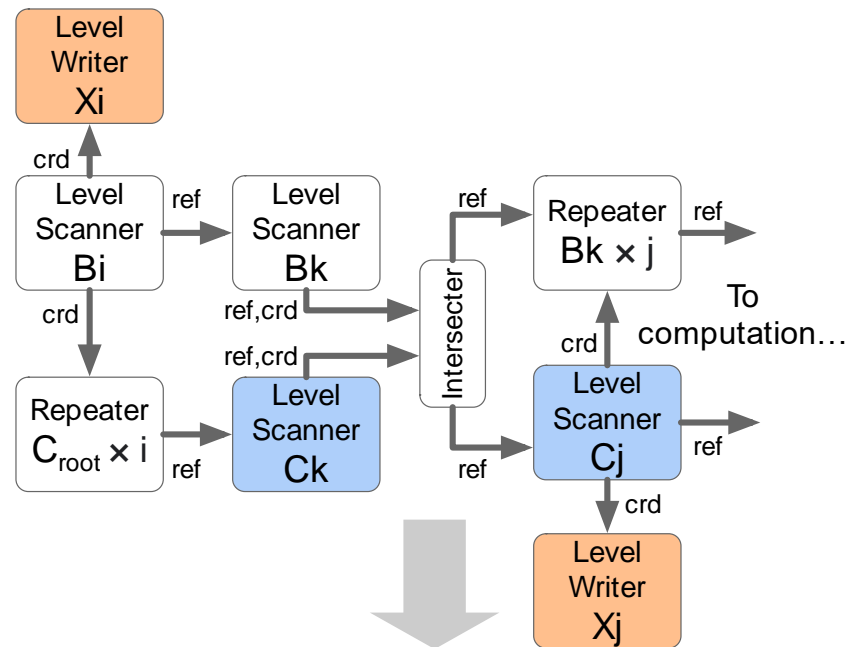 Level
Writer
Xi
crd
Level
Scanner
Bi
ref
Level
Scanner
Bk
ref
Repeater
Bk × j
ref
crd
ref,crd
ref,crd
Intersecter
To
computation…
crd
Repeater
C_root × i
ref
Level
Scanner
Ck
ref
Level
Scanner
Cj
ref
crd
Level
Writer
Xj